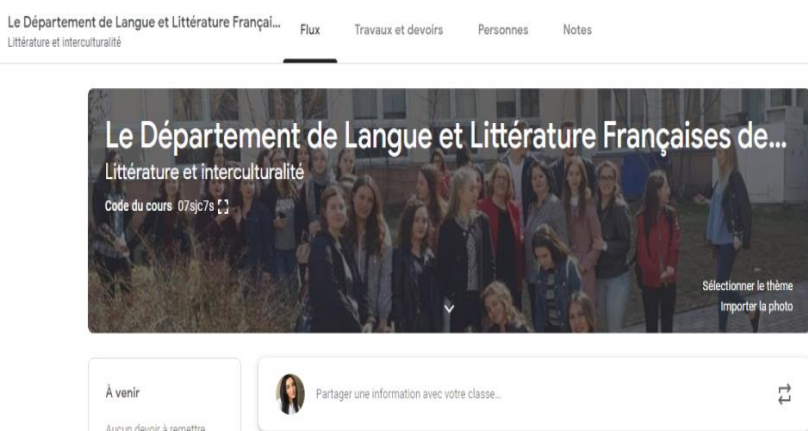 Le Département de Langue et Littérature Françai...
Littérature et interculturalité
Flux
Travaux et devoirs
Personnes
Notes
Le Département de Langue et Littérature Françaises de...
Littérature et interculturalité
Code du cours 07sjc7s
Sélectionner le thème
Importer la photo
À venir
Aucun devoir à remettre
Partager une information avec votre classe...